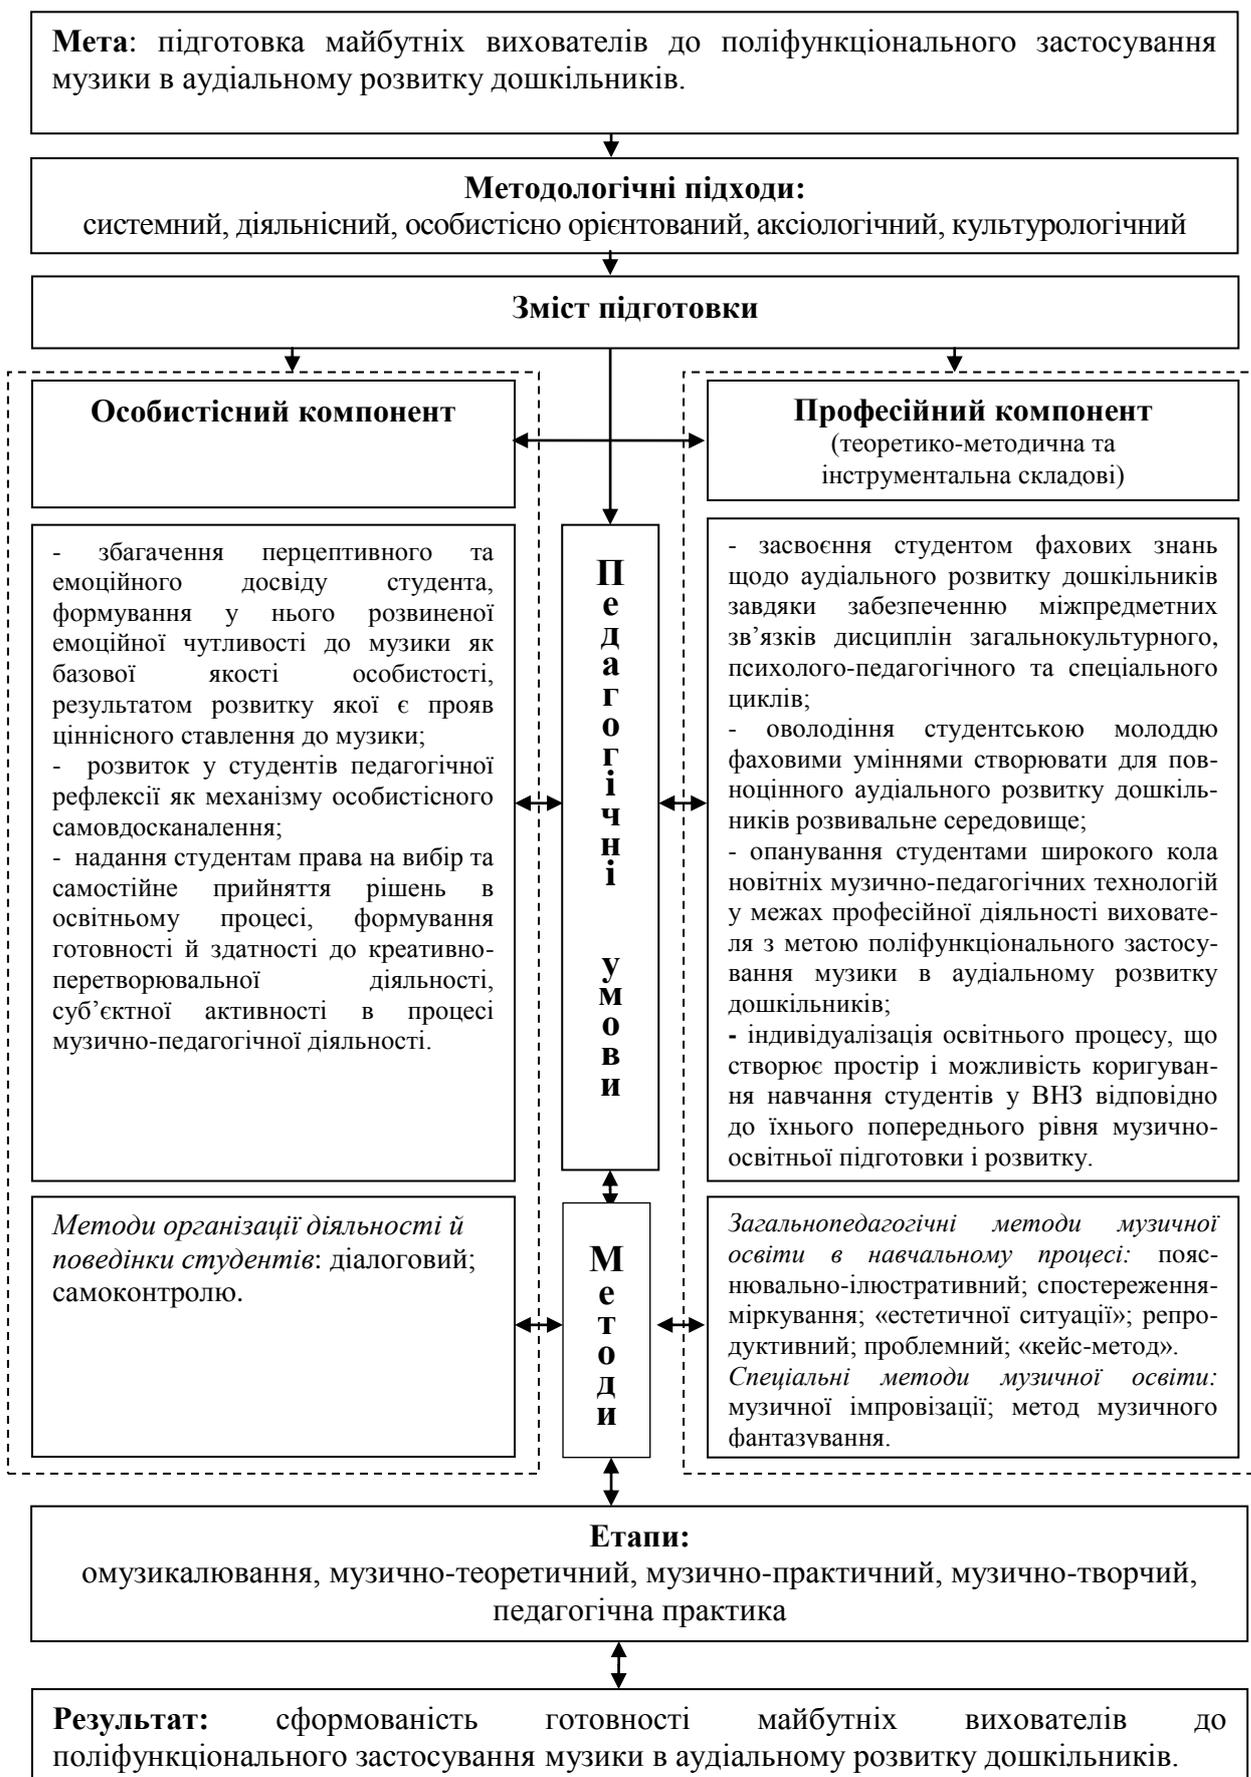 Мета: підготовка майбутніх вихователів до поліфункціонального застосування
музики в аудіальному розвитку дошкільників.
Методологічні підходи:
системний, діяльнісний, особистісно орієнтований, аксіологічний, культурологічний
Зміст підготовки
Особистісний компонент
Професійний компонент
(теоретико-методична та
інструментальна складові)
- збагачення перцептивного та
емоційного досвіду студента,
формування у нього розвиненої
емоційної чутливості до музики як
базової якості особистості,
результатом розвитку якої є прояв
ціннісного ставлення до музики;
- розвиток у студентів педагогічної
рефлексії як механізму особистісного
самовдосканалення;
- надання студентам права на вибір та
самостійне прийняття рішень в
освітньому процесі, формування
готовності й здатності до креативно-
перетворювальної діяльності,
суб’єктної активності в процесі
музично-педагогічної діяльності.
Педагогічні умови
- засвоєння студентом фахових знань
щодо аудіального розвитку дошкільників
завдяки забезпеченню міжпредметних
зв’язків дисциплін загальнокультурного,
психолого-педагогічного та спеціального
циклів;
- оволодіння студентською молоддю
фаховими уміннями створювати для пов-
ноцінного аудіального розвитку дошкіль-
ників розвивальне середовище;
- опанування студентами широкого кола
новітніх музично-педагогічних технологій
у межах професійної діяльності виховате-
ля з метою поліфункціонального застосу-
вання музики в аудіальному розвитку
дошкільників;
- індивідуалізація освітнього процесу, що
створює простір і можливість коригуван-
ня навчання студентів у ВНЗ відповідно
до їхнього попереднього рівня музично-
освітньої підготовки і розвитку.
Методи організації діяльності й
поведінки студентів: діалоговий;
самоконтролю.
Методи
Загальнопедагогічні методи музичної
освіти в навчальному процесі: пояс-
нювально-ілюстративний; спостереження-
міркування; «естетичної ситуації»; репро-
дуктивний; проблемний; «кейс-метод».
Спеціальні методи музичної освіти:
музичної імпровізації; метод музичного
фантазування.
Етапи:
омузикалювання, музично-теоретичний, музично-практичний, музично-творчий,
педагогічна практика
Результат: сформованість готовності майбутніх вихователів до
поліфункціонального застосування музики в аудіальному розвитку дошкільників.